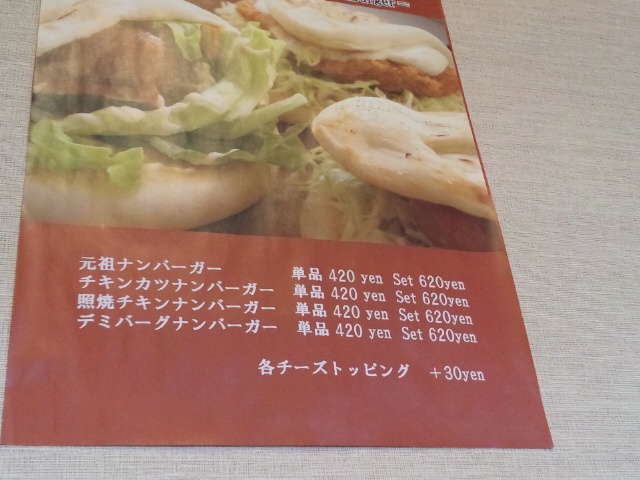 元祖ナンバーガー 単品 420 yen Set 620yen
チキンカツナンバーガー 単品 420 yen Set 620yen
照焼チキンナンバーガー 単品 420 yen Set 620yen
デミバーグナンバーガー 単品 420 yen Set 620yen
各チーズトッピング +30yen